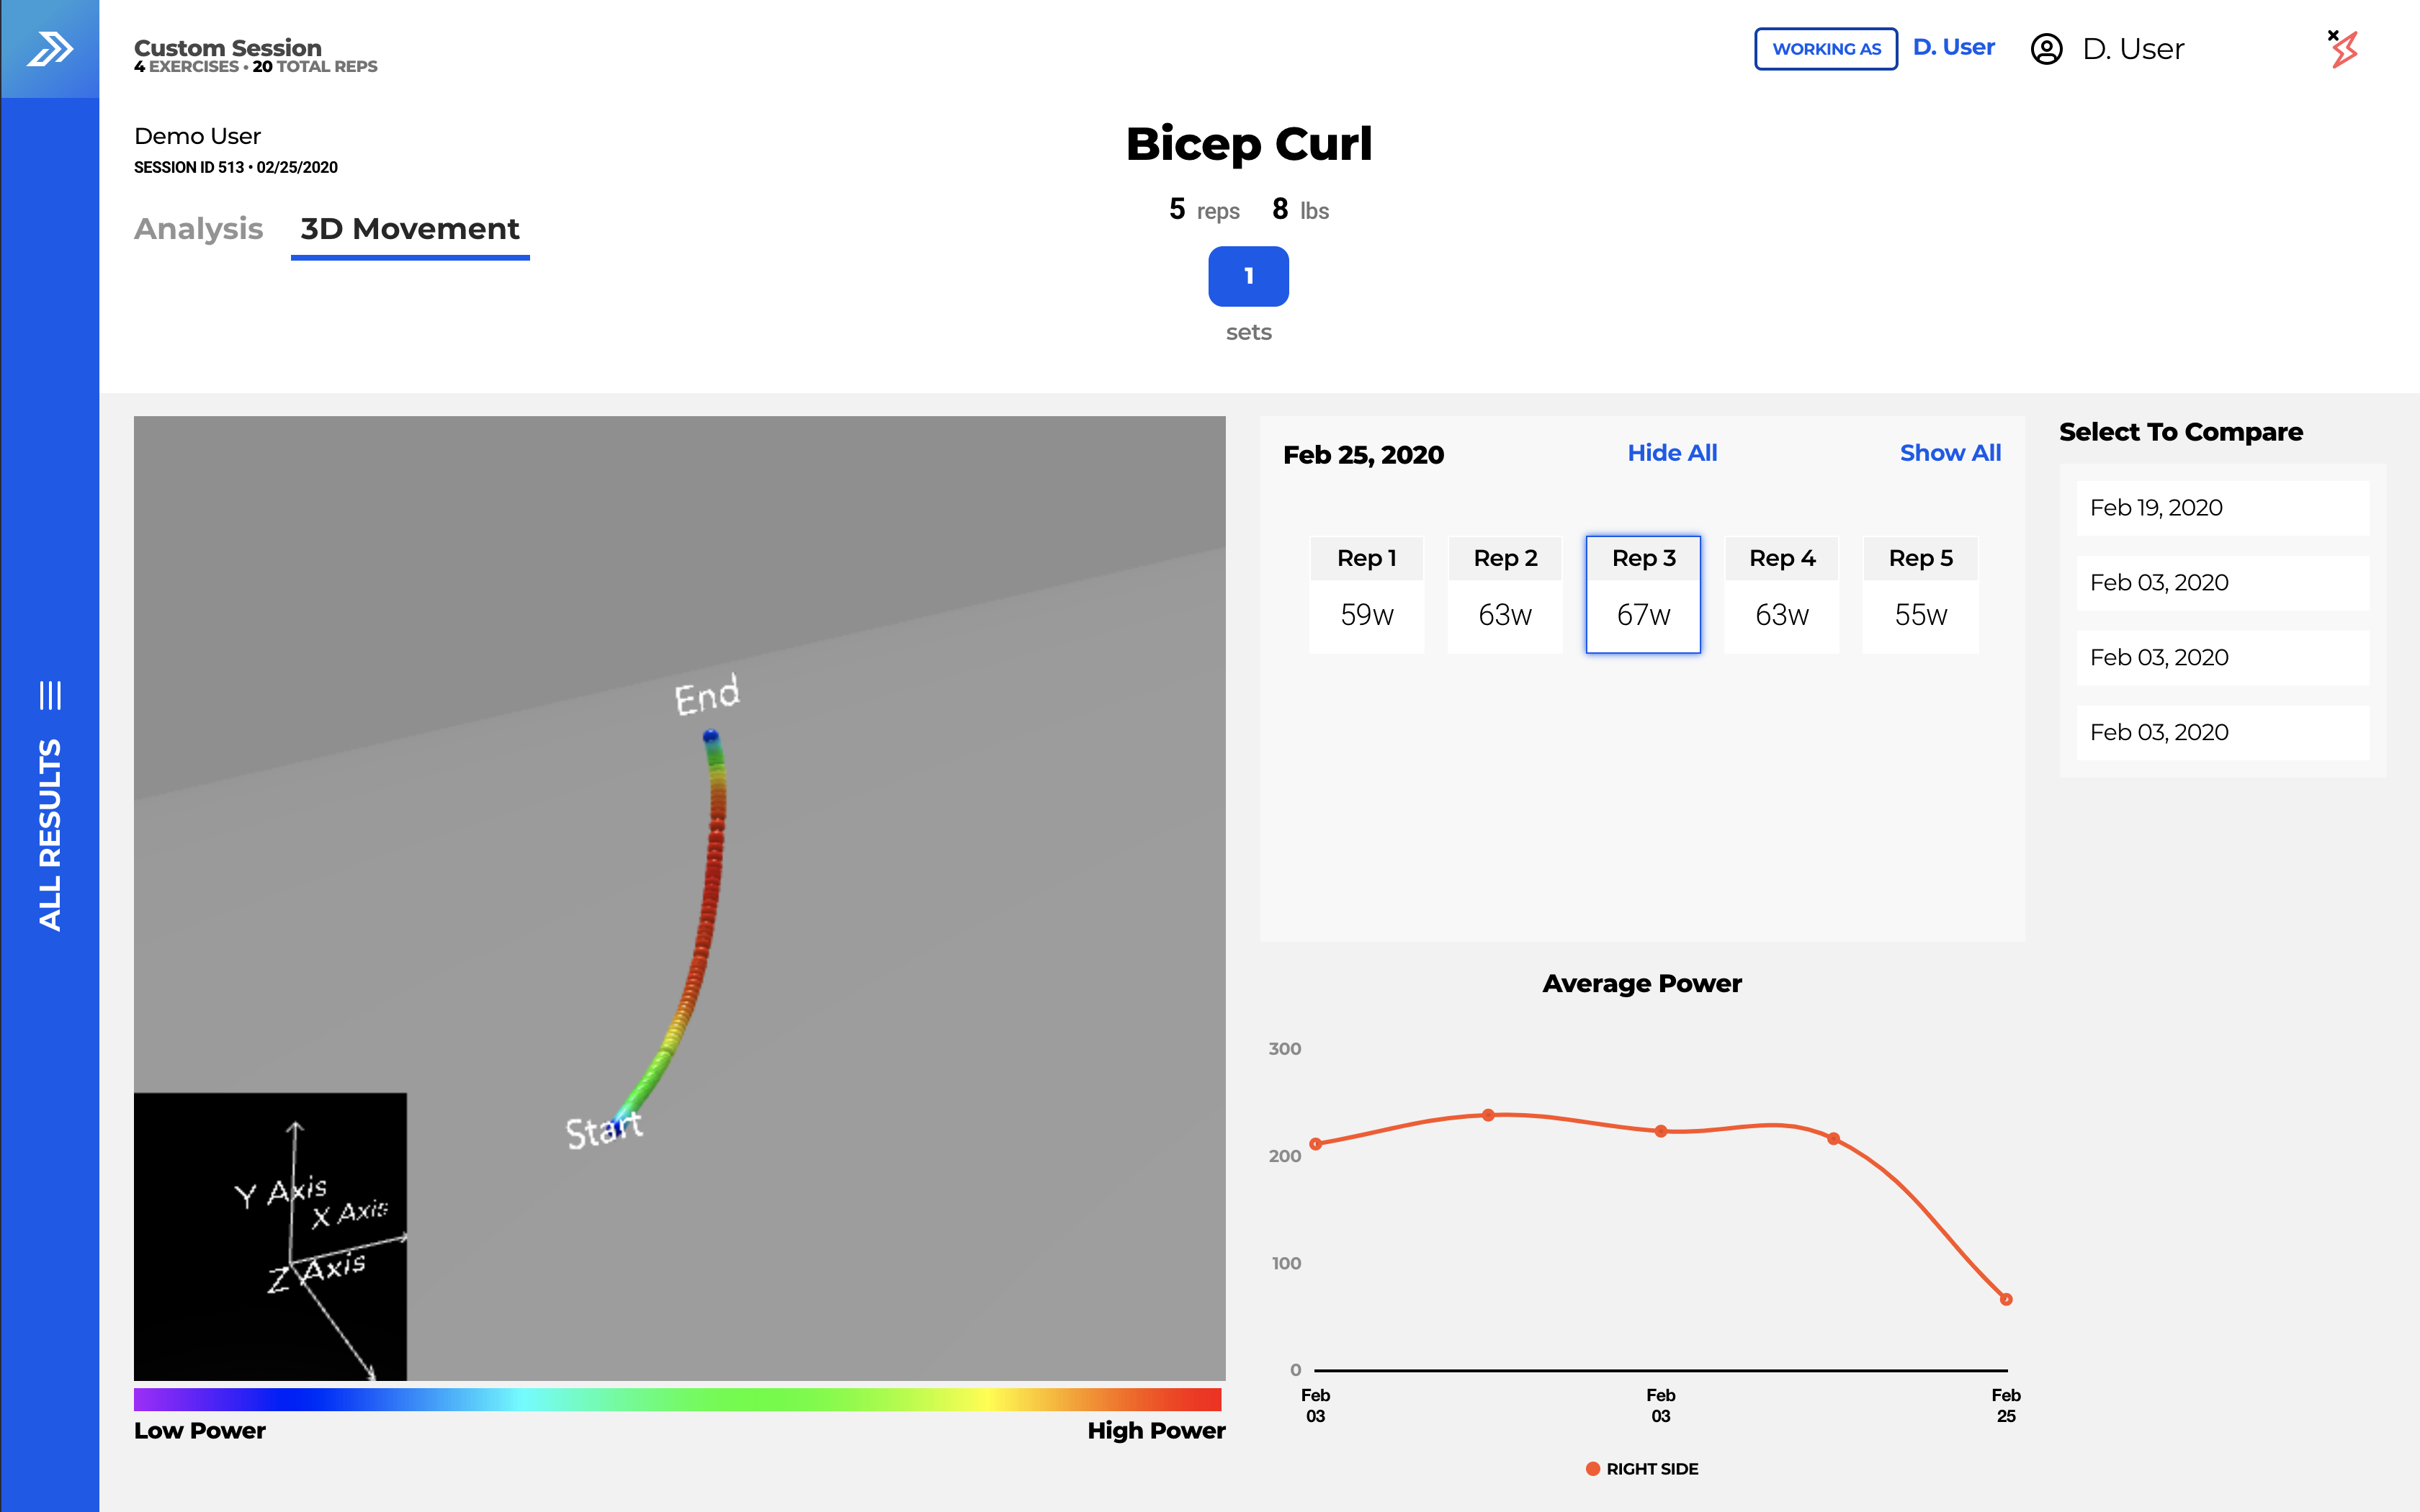 Custom Session
4 EXERCISES • 20 TOTAL REPS
WORKING AS D. User D. User
Demo User
SESSION ID 513 • 02/25/2020
Analysis 3D Movement
Bicep Curl
5 reps 8 lbs
1
sets
ALL RESULTS
End
Start
Y Axis
X Axis
Z Axis
Low Power High Power
Feb 25, 2020 Hide All Show All
Rep 1 Rep 2 Rep 3 Rep 4 Rep 5
59w 63w 67w 63w 55w
Select To Compare
Feb 19, 2020
Feb 03, 2020
Feb 03, 2020
Feb 03, 2020
Average Power
300
200
100
0
Feb Feb Feb
03 03 25
RIGHT SIDE